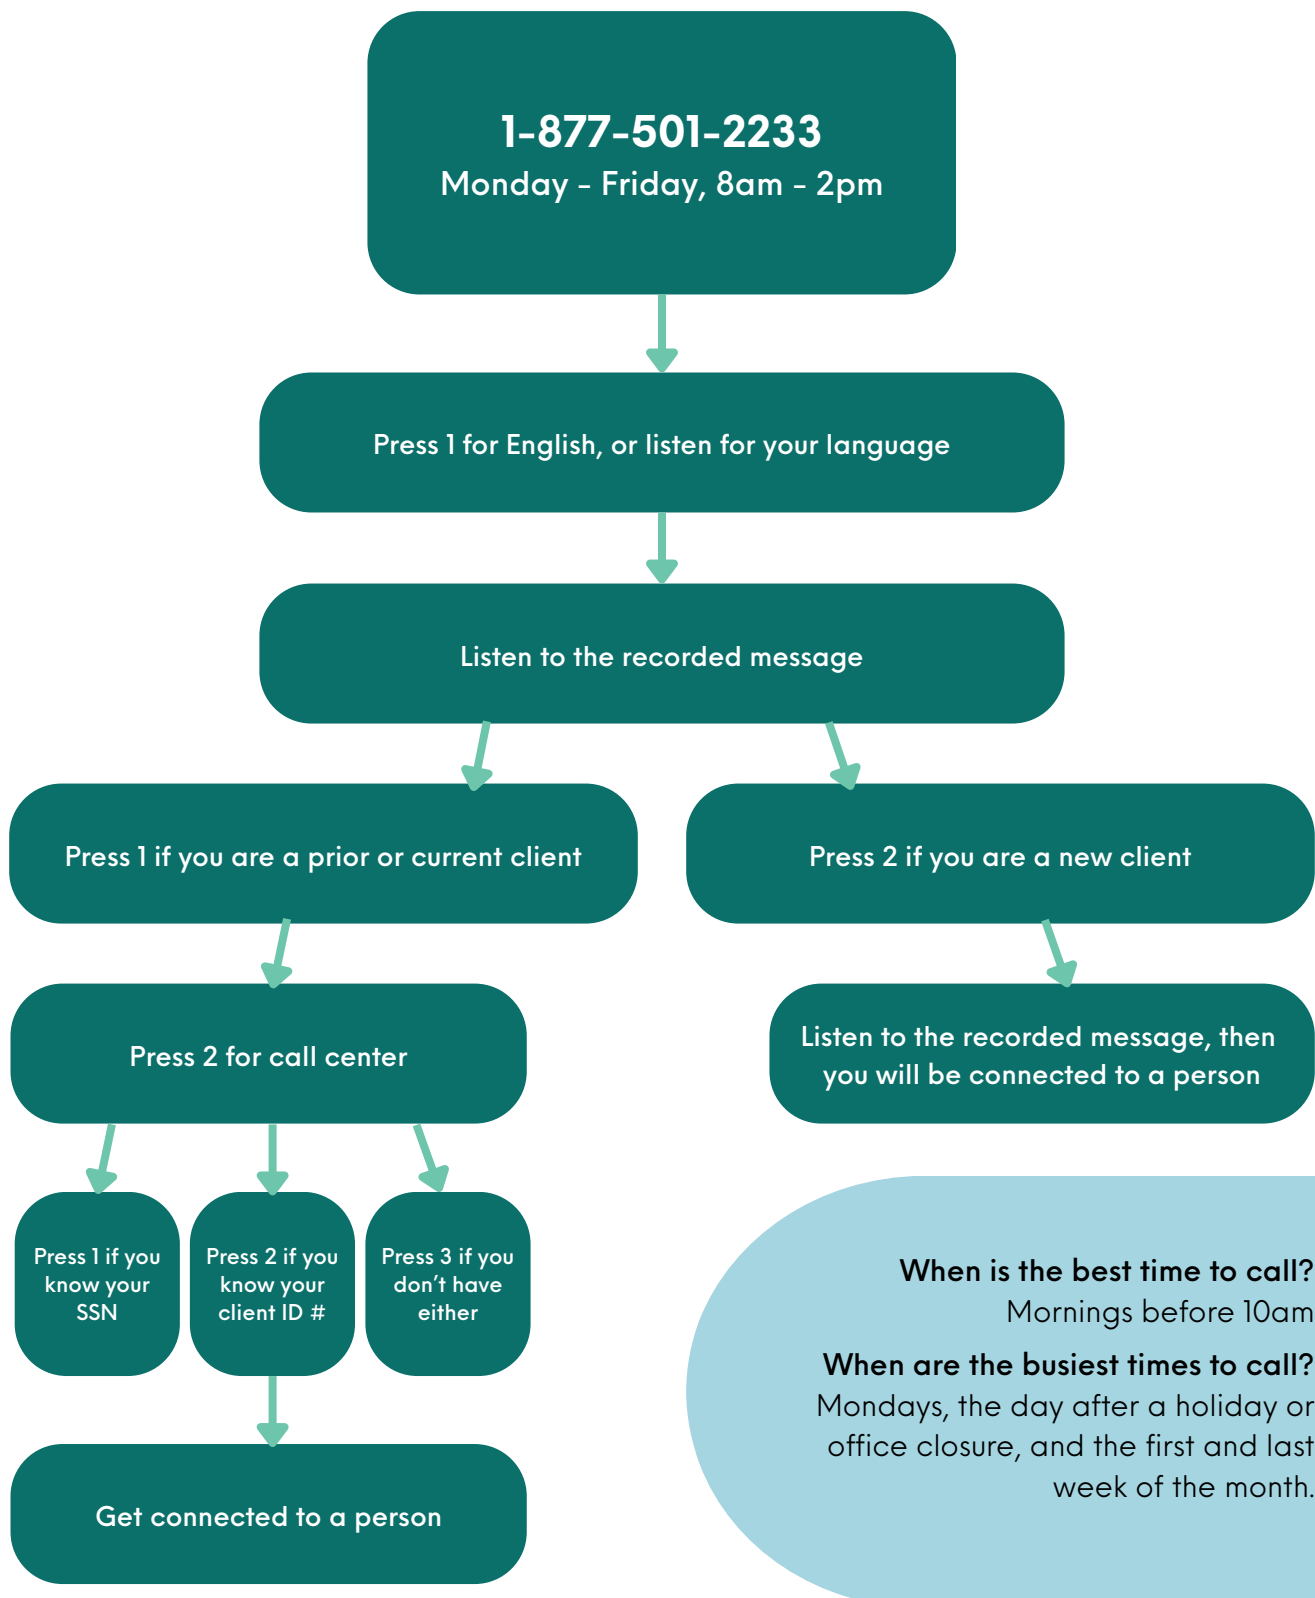 1-877-501-2233
Monday - Friday, 8am - 2pm
Press 1 for English, or listen for your language
Listen to the recorded message
Press 1 if you are a prior or current client
Press 2 if you are a new client
Press 2 for call center
Listen to the recorded message, then
you will be connected to a person
Press 1 if you
know your
SSN
Press 2 if you
know your
client ID #
Press 3 if you
don't have
either
Get connected to a person
When is the best time to call?
Mornings before 10am
When are the busiest times to call?
Mondays, the day after a holiday or
office closure, and the first and last
week of the month.